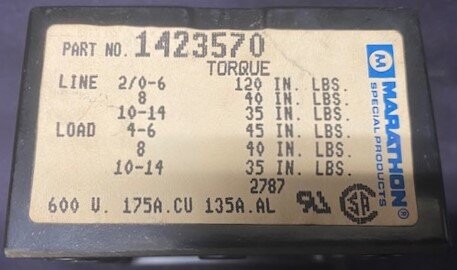 PART NO. 1423570
TORQUE
LINE 2/0-6 120 IN. LBS.
8 40 IN. LBS.
10-14 35 IN. LBS.
LOAD 4-6 45 IN. LBS.
8 40 IN. LBS.
10-14 35 IN. LBS.
2787
600 V. 175A.CU 135A.AL
UL
SA
M MARATHON®
SPECIAL PRODUCTS